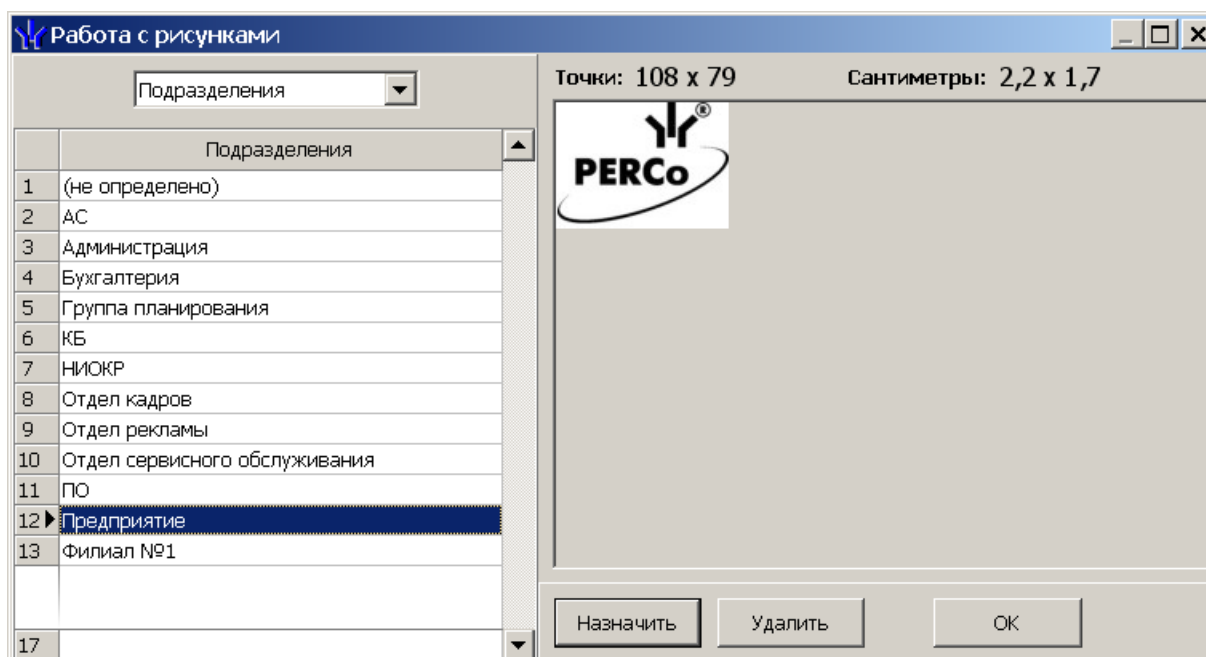 Работа с рисунками
Подразделения
Подразделения
1 (не определено)
2 АС
3 Администрация
4 Бухгалтерия
5 Группа планирования
6 КБ
7 НИОКР
8 Отдел кадров
9 Отдел рекламы
10 Отдел сервисного обслуживания
11 ПО
12 Предприятие
13 Филиал №1
17
Точки: 108 x 79 Сантиметры: 2,2 x 1,7
®
PERCo
Назначить Удалить ОК